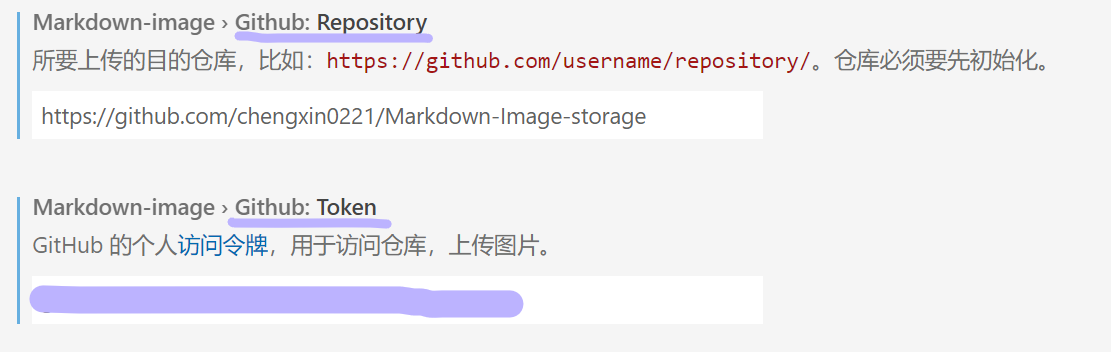 Markdown-image › Github: Repository
所要上传的目的仓库，比如：https://github.com/username/repository/。仓库必须要先初始化。
https://github.com/chengxin0221/Markdown-Image-storage
Markdown-image › Github: Token
GitHub 的个人访问令牌，用于访问仓库，上传图片。